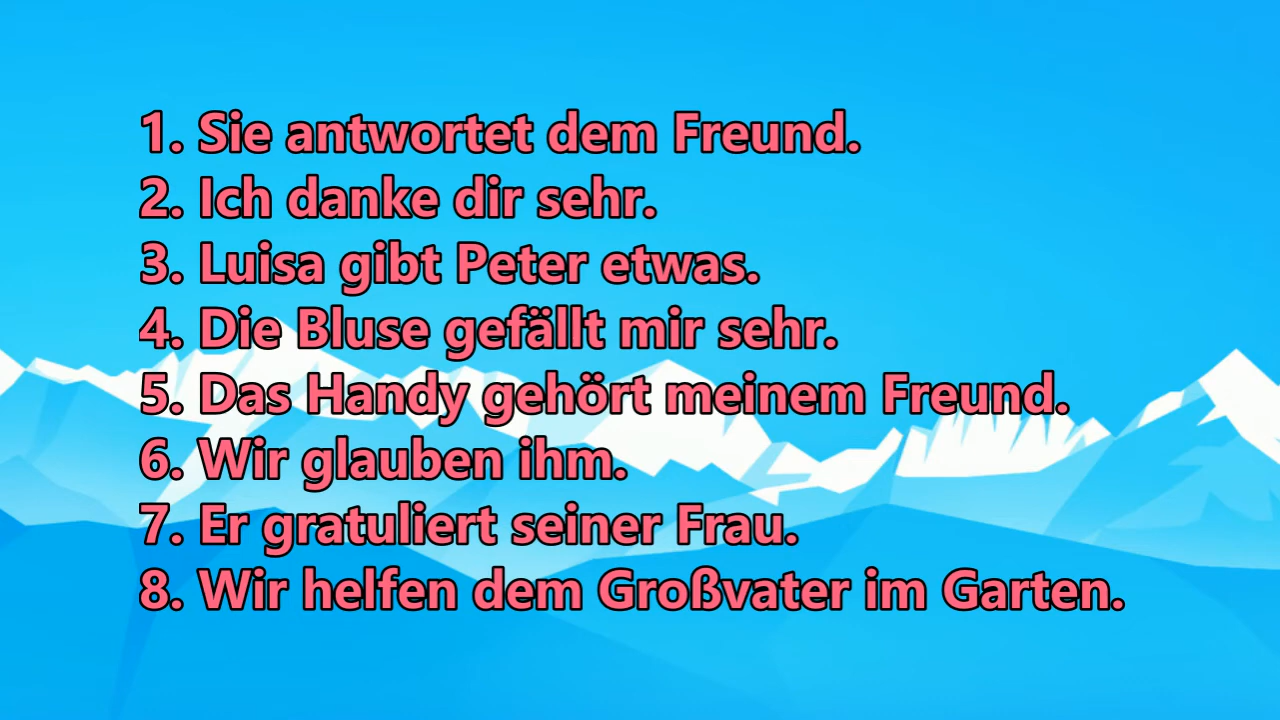 1. Sie antwortet dem Freund.
2. Ich danke dir sehr.
3. Luisa gibt Peter etwas.
4. Die Bluse gefällt mir sehr.
5. Das Handy gehört meinem Freund.
6. Wir glauben ihm.
7. Er gratuliert seiner Frau.
8. Wir helfen dem Großvater im Garten.